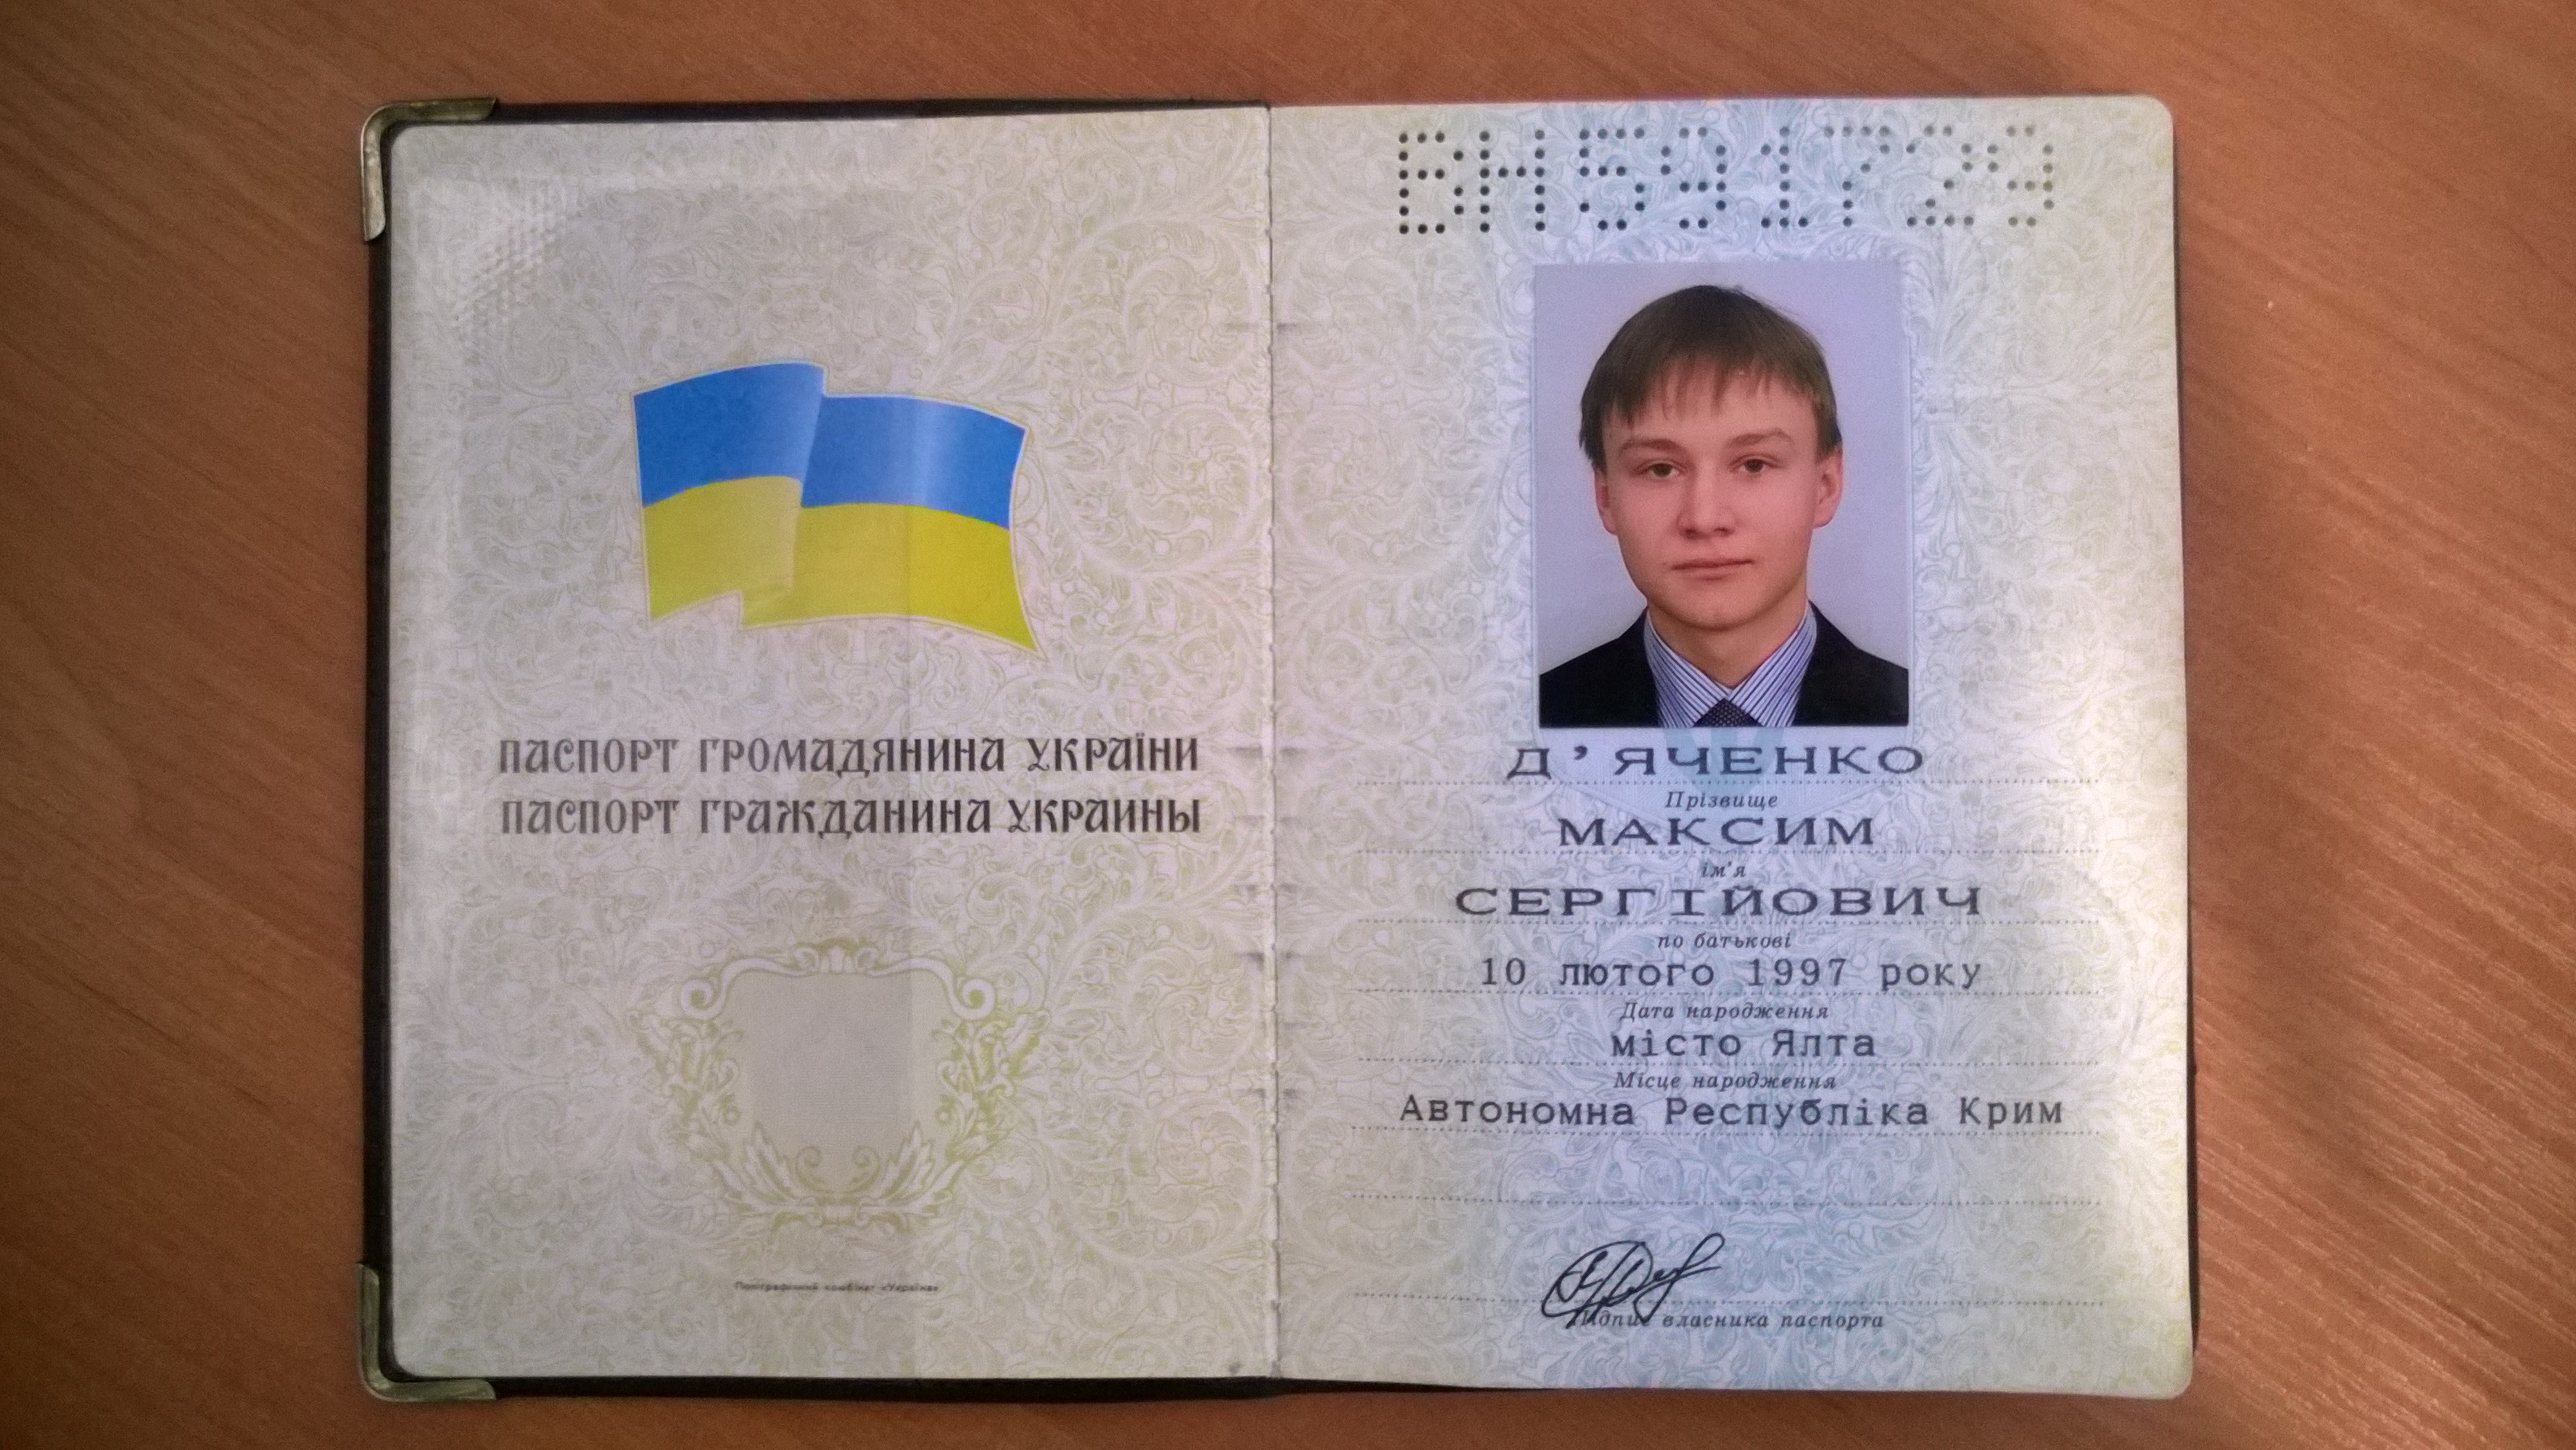 ПАСПОРТ ГРОМАДЯНИНА УКРАЇНИ
ПАСПОРТ ГРАЖДАНИНА УКРАИНЫ
Поліграфічний комбінат «Україна»
591729
Д'ЯЧЕНКО
Прізвище
МАКСИМ
ім'я
СЕРГІЙОВИЧ
по батькові
10 лютого 1997 року
Дата народження
місто Ялта
Місце народження
Автономна Республіка Крим
Підпис власника паспорта